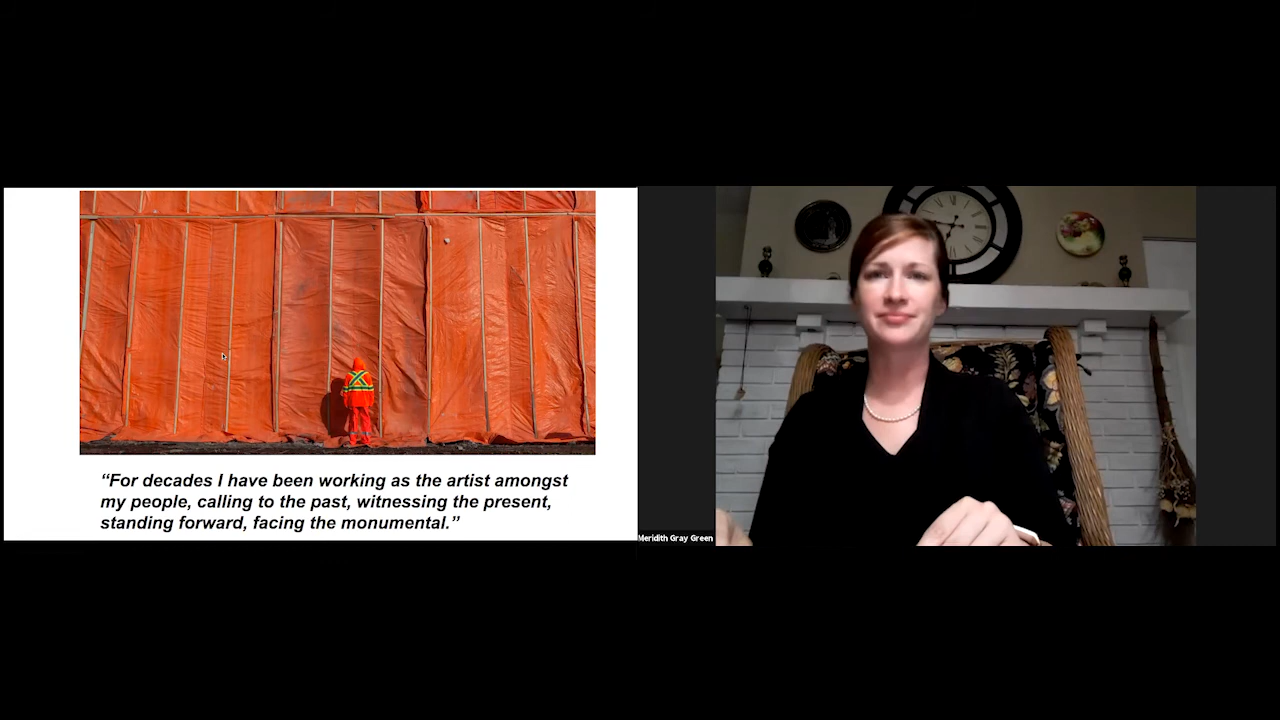 “For decades I have been working as the artist amongst
my people, calling to the past, witnessing the present,
standing forward, facing the monumental.”
Meridith Gray Green